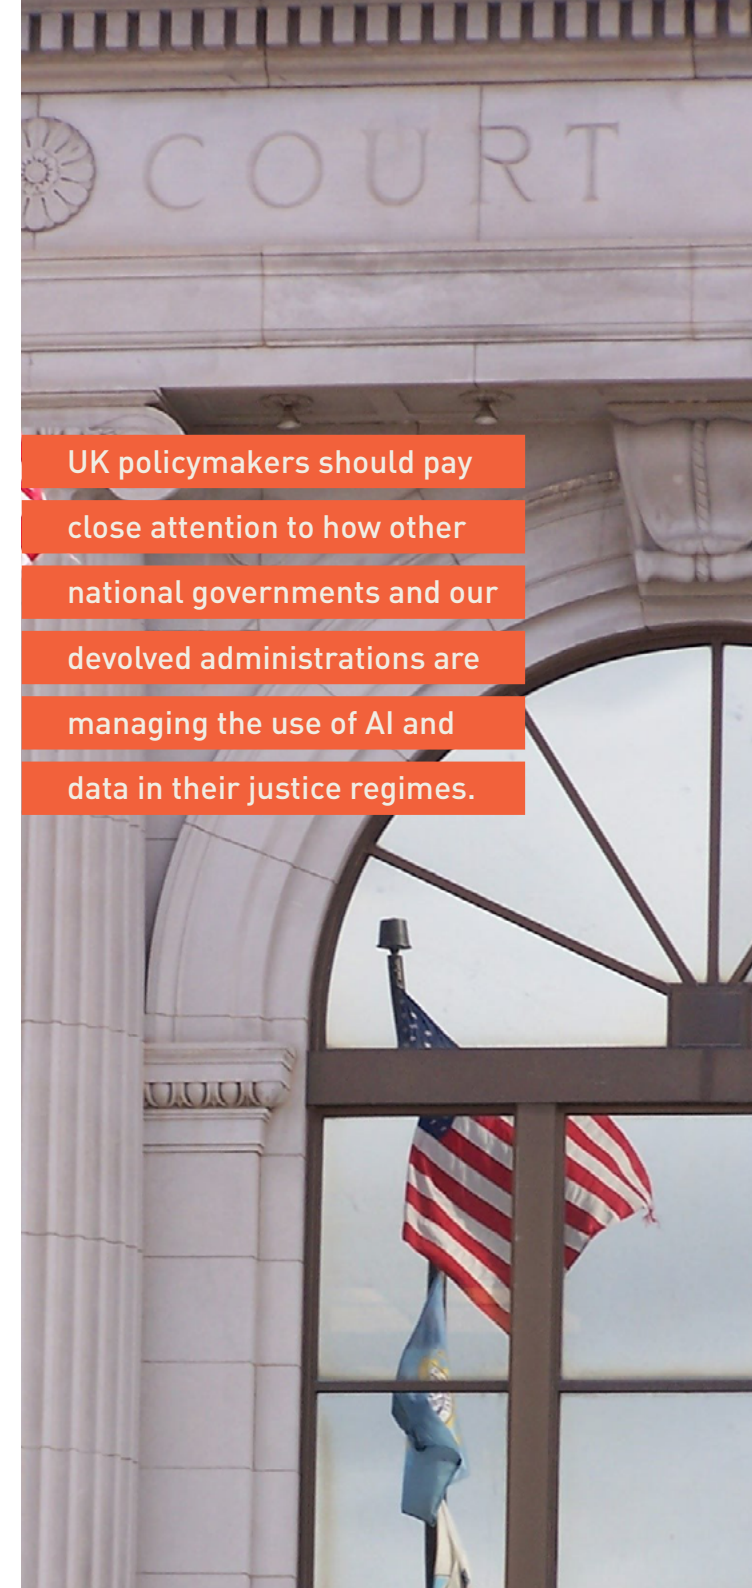 COURT
UK policymakers should pay
close attention to how other
national governments and our
devolved administrations are
managing the use of AI and
data in their justice regimes.